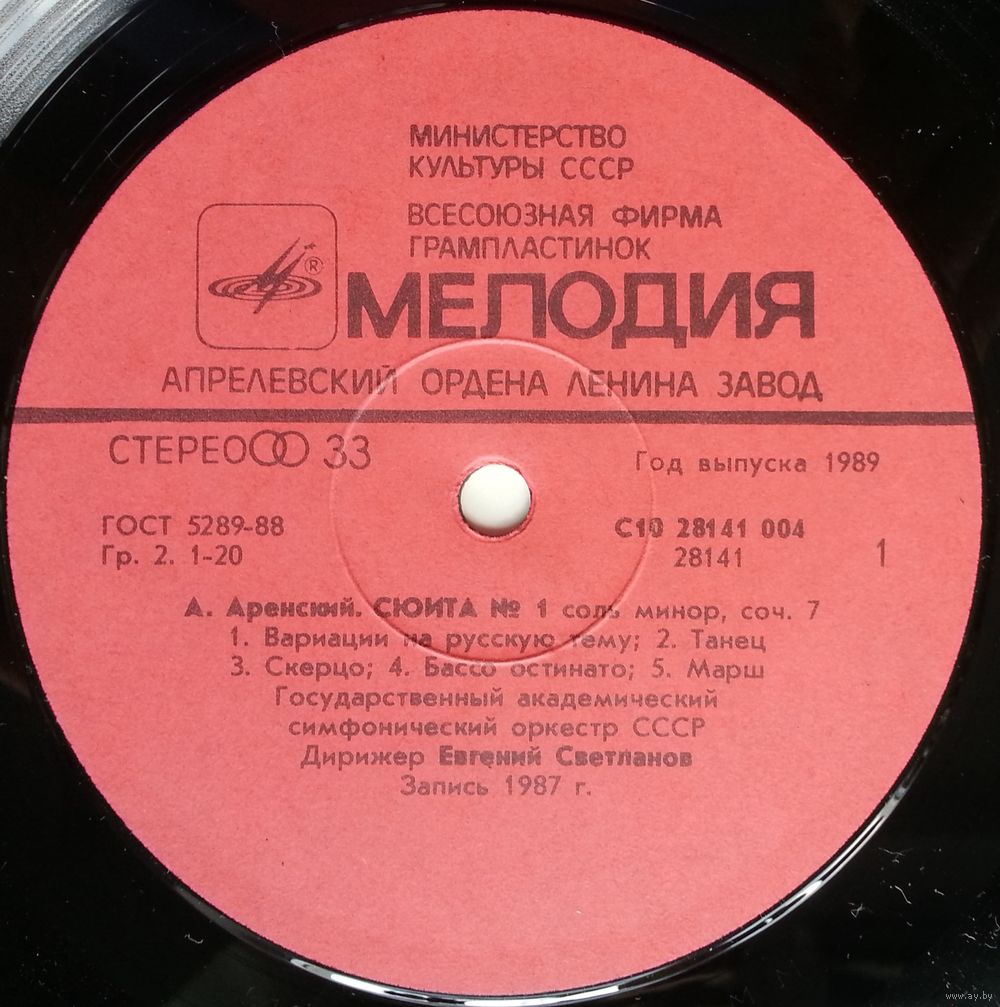 МИНИСТЕРСТВО
КУЛЬТУРЫ СССР
ВСЕСОЮЗНАЯ ФИРМА
ГРАМПЛАСТИНОК
®
МЕЛОДИЯ
АПРЕЛЕВСКИЙ ОРДЕНА ЛЕНИНА ЗАВОД
СТЕРЕО 33
Год выпуска 1989
ГОСТ 5289-88
Гр. 2. 1-20
С10 28141 004
28141
1
А. Аренский. СЮИТА № 1 соль минор, соч. 7
1. Вариации на русскую тему; 2. Танец
3. Скерцо; 4. Бассо остинато; 5. Марш
Государственный академический
симфонический оркестр СССР
Дирижер Евгений Светланов
Запись 1987 г.
www.ay.by